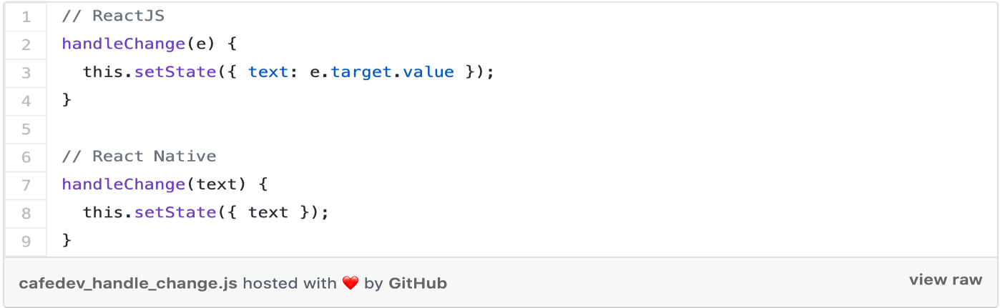 1 // ReactJS
2 handleChange(e) {
3   this.setState({ text: e.target.value });
4 }
5
6 // React Native
7 handleChange(text) {
8   this.setState({ text });
9 }
cafedev_handle_change.js hosted with ❤️ by GitHub view raw